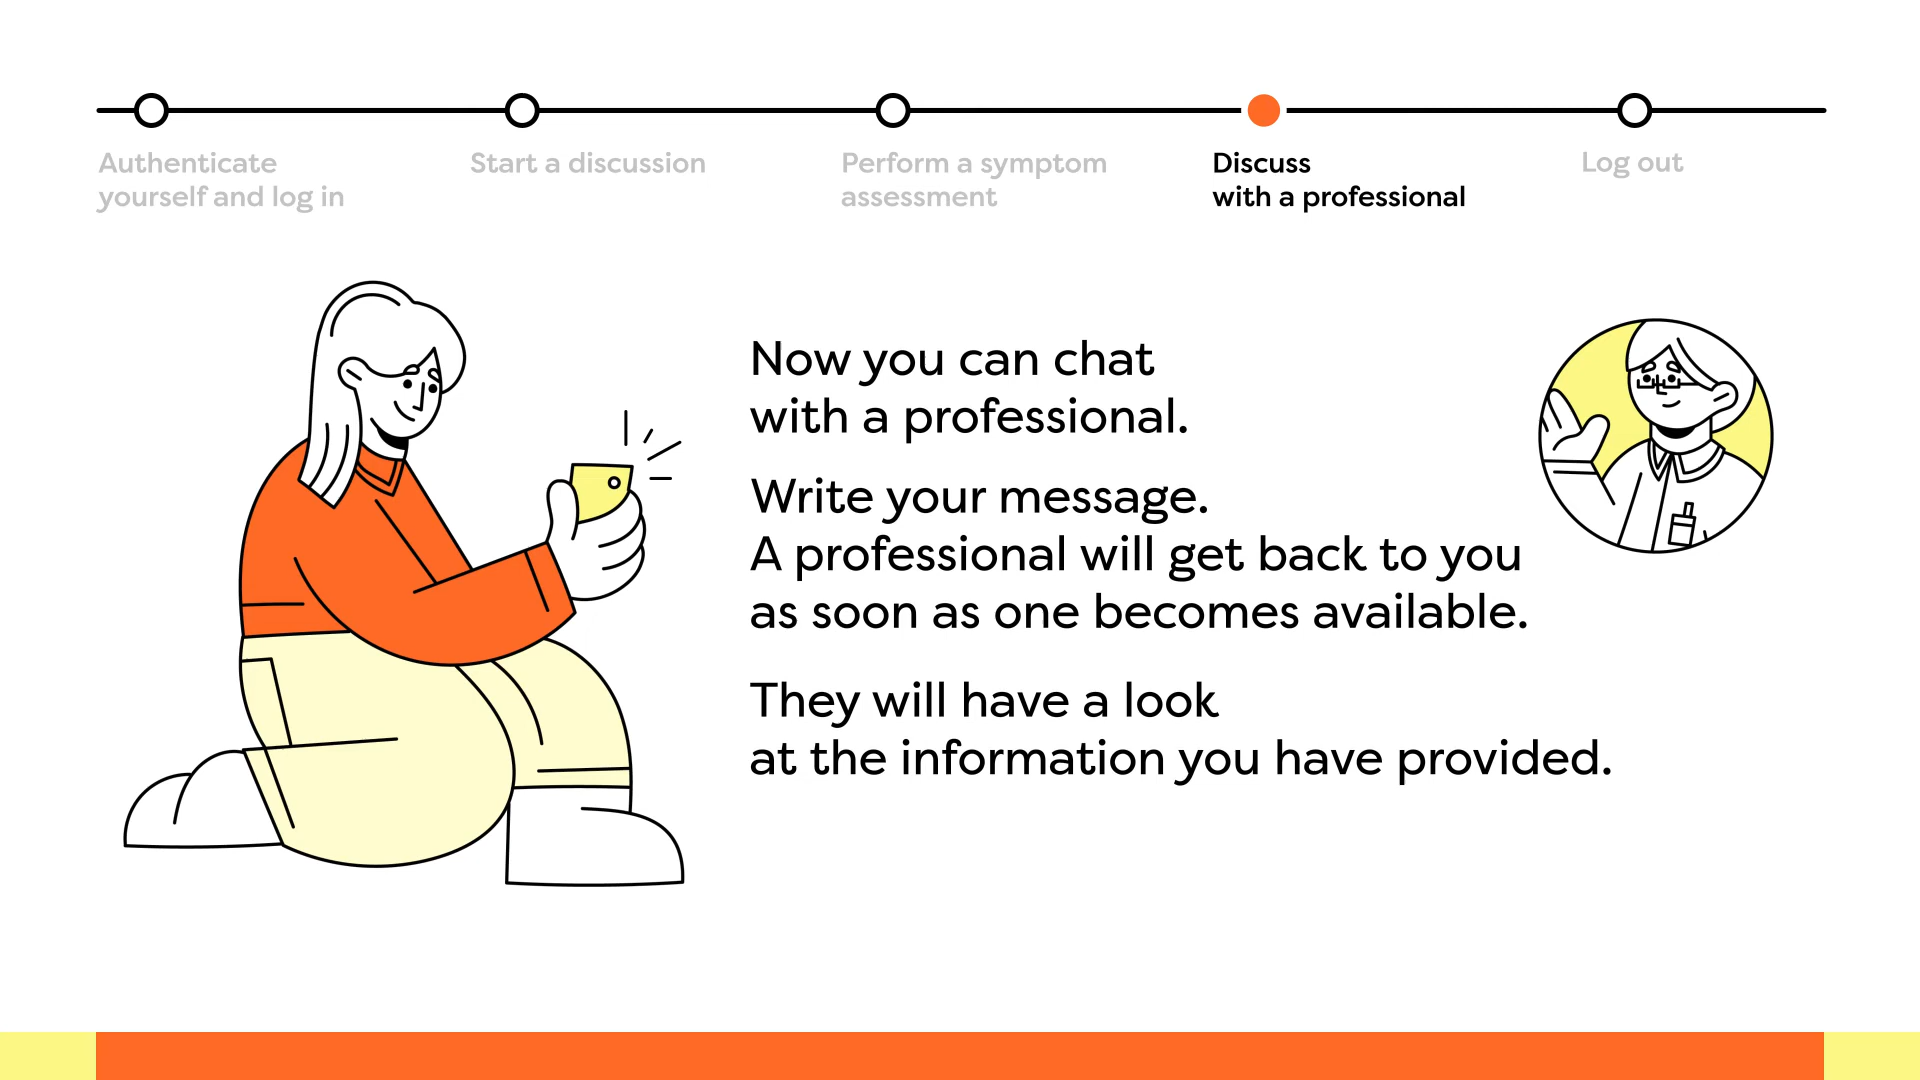 Authenticate
yourself and log in
Start a discussion
Perform a symptom
assessment
Discuss
with a professional
Log out
Now you can chat
with a professional.
Write your message.
A professional will get back to you
as soon as one becomes available.
They will have a look
at the information you have provided.